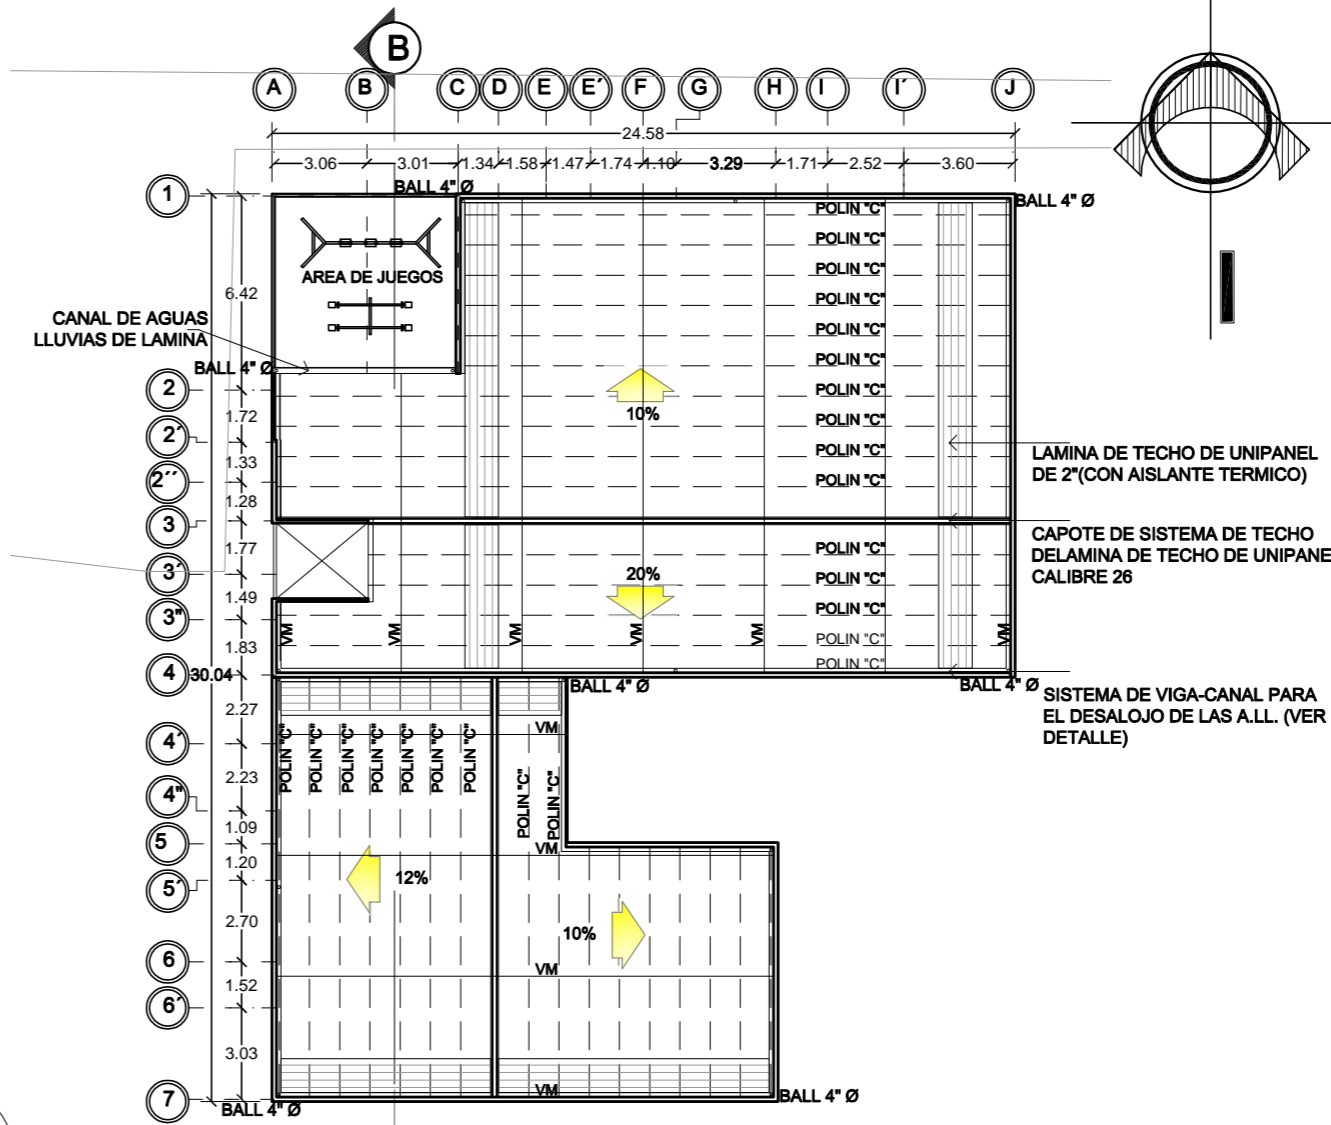 B
A B C D E E´ F G H I I´ J
24.58
3.06 3.01 1.34 1.58 1.47 1.74 1.10 3.29 1.71 2.52 3.60
BALL 4" Ø
1
BALL 4" Ø
POLIN "C"
POLIN "C"
POLIN "C"
AREA DE JUEGOS
6.42
POLIN "C"
CANAL DE AGUAS
LLUVIAS DE LAMINA
POLIN "C"
POLIN "C"
BALL 4" Ø
2
POLIN "C"
10%
1.72
POLIN "C"
2´
POLIN "C"
LAMINA DE TECHO DE UNIPANEL
DE 2"(CON AISLANTE TERMICO)
1.33
2´´
POLIN "C"
1.28
3
CAPOTE DE SISTEMA DE TECHO
DELAMINA DE TECHO DE UNIPANE
CALIBRE 26
1.77
POLIN "C"
3´
20%
POLIN "C"
1.49
POLIN "C"
3"
VM VM VM VM VM VM
1.83
POLIN "C"
POLIN "C"
4
30.04
BALL 4" Ø
BALL 4" Ø
SISTEMA DE VIGA-CANAL PARA
EL DESALOJO DE LAS A.LL. (VER
DETALLE)
2.27
VM
4´
POLIN "C" POLIN "C" POLIN "C" POLIN "C" POLIN "C" POLIN "C" POLIN "C"
2.23
4"
POLIN "C" POLIN "C"
1.09
5
VM
1.20
12%
5´
2.70
10%
6
VM
1.52
6´
3.03
VM
7
BALL 4" Ø
BALL 4" Ø